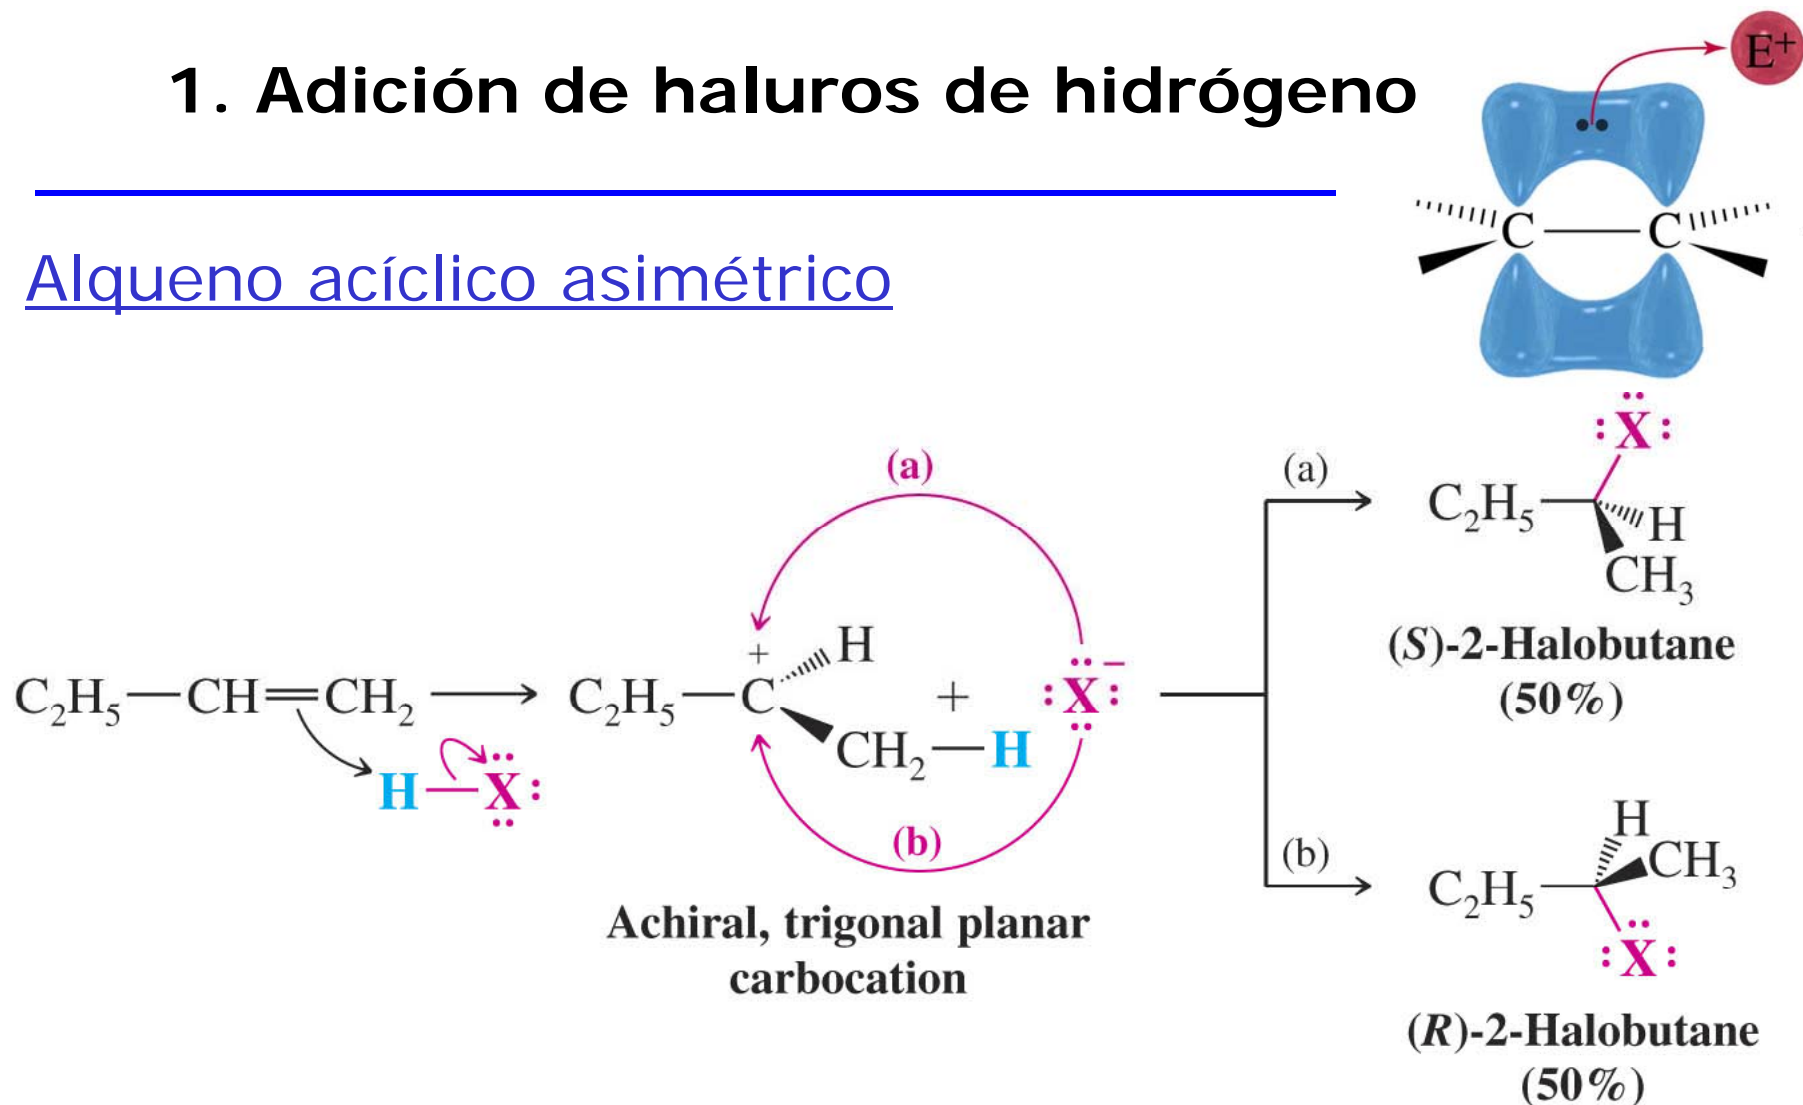 1. Adición de haluros de hidrógeno
E+
C — C
Alqueno acíclico asimétrico
C₂H₅—CH=CH₂
H—X
(a)
C₂H₅—C+
H
CH₂—H
+
X−
(b)
Achiral, trigonal planar
carbocation
(a)
X
C₂H₅
H
CH₃
(S)-2-Halobutane
(50%)
(b)
H
C₂H₅
CH₃
X
(R)-2-Halobutane
(50%)